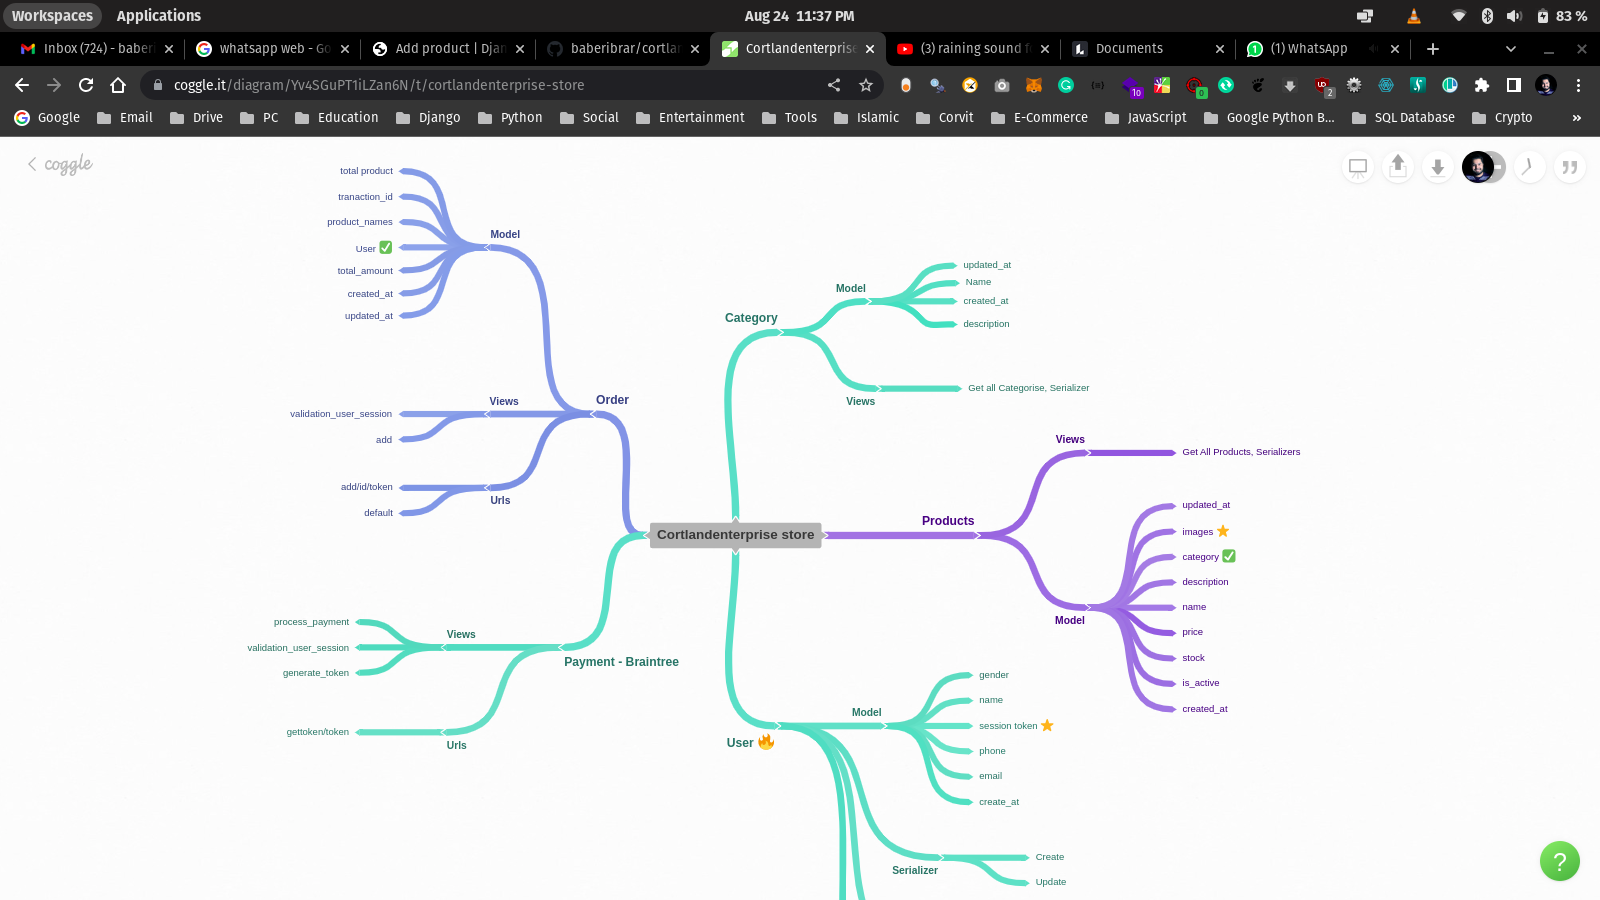 Workspaces
Applications
Aug 24 11:37 PM
83 %
Inbox (724) - baberi
whatsapp web - Go
Add product | Djan
baberibrar/cortlan
Cortlandenterprise
(3) raining sound f
Documents
(1) WhatsApp
coggle.it/diagram/Yv4SGuPT1iLZan6N/t/cortlandenterprise-store
10
0
2
Google
Email
Drive
PC
Education
Django
Python
Social
Entertainment
Tools
Islamic
Corvit
E-Commerce
JavaScript
Google Python B...
SQL Database
Crypto
»
coggle
total product
tranaction_id
product_names
User ✅
total_amount
created_at
updated_at
Model
validation_user_session
add
Views
Order
add/id/token
default
Urls
Category
Model
updated_at
Name
created_at
description
Views
Get all Categorise, Serializer
Cortlandenterprise store
Products
Views
Get All Products, Serializers
Model
updated_at
images ⭐
category ✅
description
name
price
stock
is_active
created_at
process_payment
validation_user_session
generate_token
Views
Payment - Braintree
gettoken/token
Urls
User 🔥
Model
gender
name
session token ⭐
phone
email
create_at
Serializer
Create
Update
?